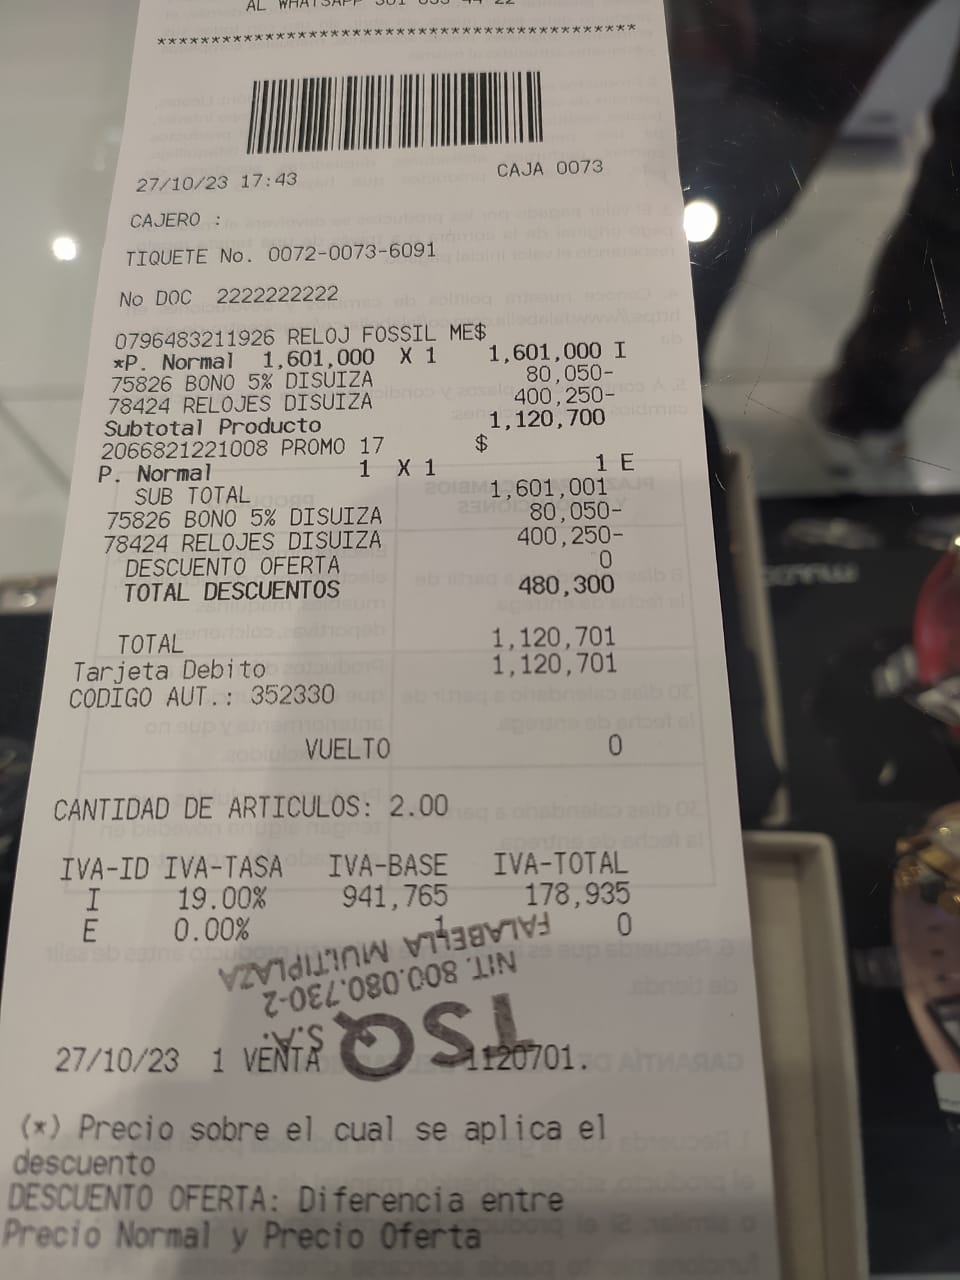 AL WHATSAPP 301 44 22
********************************************
27/10/23 17:43 CAJA 0073
CAJERO :
TIQUETE No. 0072-0073-6091
No DOC 2222222222
0796483211926 RELOJ FOSSIL ME$
*P. Normal 1,601,000 X 1 1,601,000 I
75826 BONO 5% DISUIZA 80,050-
78424 RELOJES DISUIZA 400,250-
Subtotal Producto 1,120,700
2066821221008 PROMO 17 $
P. Normal 1 X 1 1 E
SUB TOTAL 1,601,001
75826 BONO 5% DISUIZA 80,050-
78424 RELOJES DISUIZA 400,250-
DESCUENTO OFERTA 0
TOTAL DESCUENTOS 480,300
TOTAL 1,120,701
Tarjeta Debito 1,120,701
CODIGO AUT.: 352330
VUELTO 0
CANTIDAD DE ARTICULOS: 2.00
IVA-ID IVA-TASA IVA-BASE IVA-TOTAL
I 19.00% 941,765 178,935
E 0.00% 1 0
FALABELLA MULTIPLAZA
NIT. 800.080.730-2
TSQ S.A.
27/10/23 1 VENTA 1120701.
(*) Precio sobre el cual se aplica el
descuento
DESCUENTO OFERTA: Diferencia entre
Precio Normal y Precio Oferta